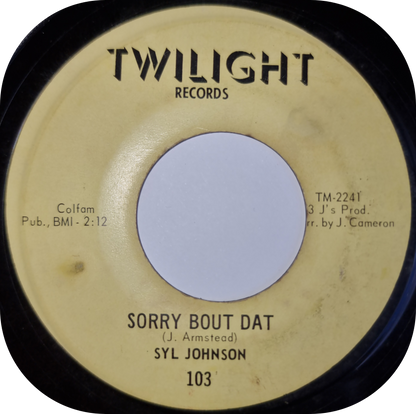 TWILIGHT
RECORDS
Colfam
Pub., BMI - 2:12
TM-2241
3 J's Prod.
rr. by J. Cameron
SORRY BOUT DAT
(J. Armstead)
SYL JOHNSON
103